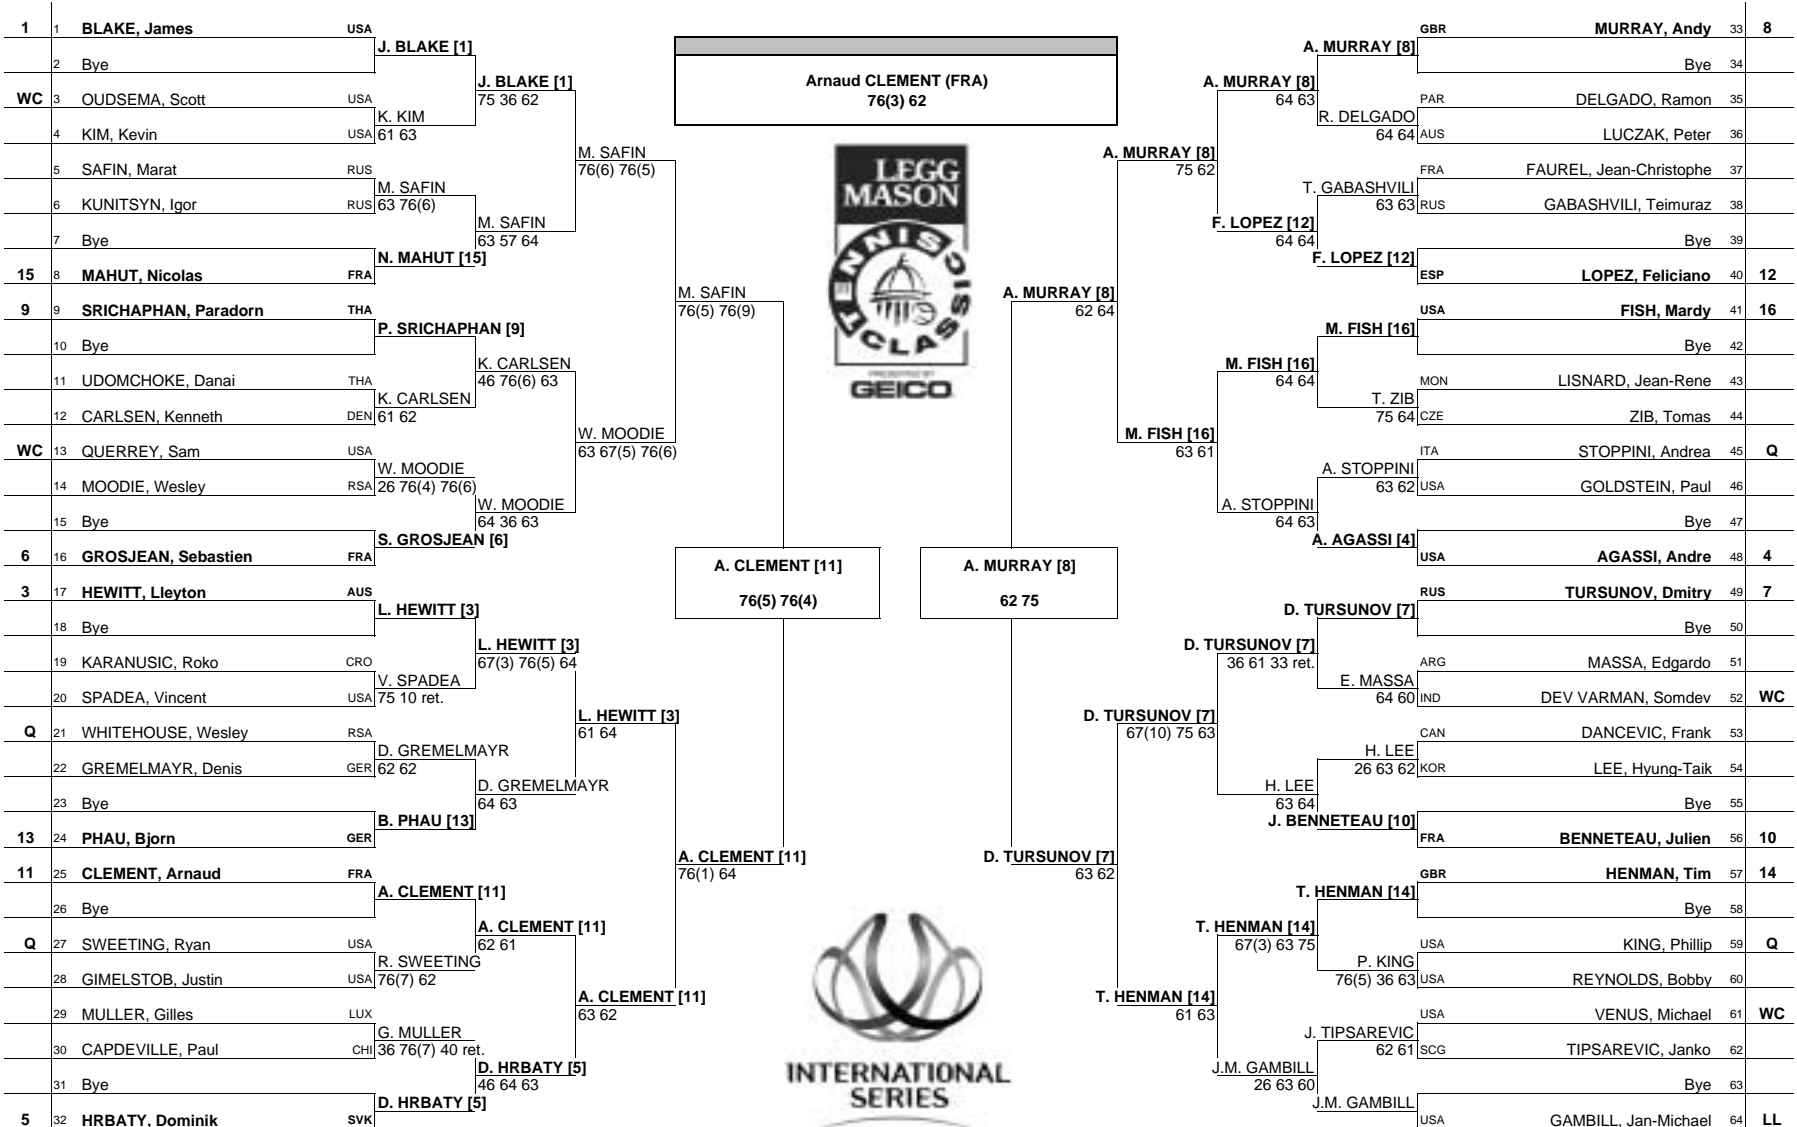 1 1 BLAKE, James USA
J. BLAKE [1]
2 Bye
J. BLAKE [1]
75 36 62
WC 3 OUDSEMA, Scott USA
K. KIM
61 63
4 KIM, Kevin USA
M. SAFIN
76(6) 76(5)
5 SAFIN, Marat RUS
M. SAFIN
63 76(6)
6 KUNITSYN, Igor RUS
M. SAFIN
63 57 64
7 Bye
N. MAHUT [15]
15 8 MAHUT, Nicolas FRA
M. SAFIN
76(5) 76(9)
9 9 SRICHAPHAN, Paradorn THA
P. SRICHAPHAN [9]
10 Bye
K. CARLSEN
46 76(6) 63
11 UDOMCHOKE, Danai THA
K. CARLSEN
61 62
12 CARLSEN, Kenneth DEN
W. MOODIE
63 67(5) 76(6)
WC 13 QUERREY, Sam USA
W. MOODIE
26 76(4) 76(6)
14 MOODIE, Wesley RSA
W. MOODIE
64 36 63
15 Bye
S. GROSJEAN [6]
6 16 GROSJEAN, Sebastien FRA
A. CLEMENT [11]
76(5) 76(4)
3 17 HEWITT, Lleyton AUS
L. HEWITT [3]
18 Bye
L. HEWITT [3]
67(3) 76(5) 64
19 KARANUSIC, Roko CRO
V. SPADEA
75 10 ret.
20 SPADEA, Vincent USA
L. HEWITT [3]
61 64
Q 21 WHITEHOUSE, Wesley RSA
D. GREMELMAYR
62 62
22 GREMELMAYR, Denis GER
D. GREMELMAYR
64 63
23 Bye
B. PHAU [13]
13 24 PHAU, Bjorn GER
A. CLEMENT [11]
76(1) 64
11 25 CLEMENT, Arnaud FRA
A. CLEMENT [11]
26 Bye
A. CLEMENT [11]
62 61
Q 27 SWEETING, Ryan USA
R. SWEETING
76(7) 62
28 GIMELSTOB, Justin USA
A. CLEMENT [11]
63 62
29 MULLER, Gilles LUX
G. MULLER
36 76(7) 40 ret.
30 CAPDEVILLE, Paul CHI
D. HRBATY [5]
46 64 63
31 Bye
D. HRBATY [5]
5 32 HRBATY, Dominik SVK
Arnaud CLEMENT (FRA)
76(3) 62
LEGG
MASON
TENNIS
CLASSIC
PRESENTED BY
GEICO
INTERNATIONAL
SERIES
GBR MURRAY, Andy 33 8
A. MURRAY [8]
Bye 34
A. MURRAY [8]
64 63
PAR DELGADO, Ramon 35
R. DELGADO
64 64
AUS LUCZAK, Peter 36
A. MURRAY [8]
75 62
FRA FAUREL, Jean-Christophe 37
T. GABASHVILI
63 63
RUS GABASHVILI, Teimuraz 38
F. LOPEZ [12]
64 64
Bye 39
F. LOPEZ [12]
ESP LOPEZ, Feliciano 40 12
A. MURRAY [8]
62 64
USA FISH, Mardy 41 16
M. FISH [16]
Bye 42
M. FISH [16]
64 64
MON LISNARD, Jean-Rene 43
T. ZIB
75 64
CZE ZIB, Tomas 44
M. FISH [16]
63 61
ITA STOPPINI, Andrea 45 Q
A. STOPPINI
63 62
USA GOLDSTEIN, Paul 46
A. STOPPINI
64 63
Bye 47
A. AGASSI [4]
USA AGASSI, Andre 48 4
A. MURRAY [8]
62 75
RUS TURSUNOV, Dmitry 49 7
D. TURSUNOV [7]
Bye 50
D. TURSUNOV [7]
36 61 33 ret.
ARG MASSA, Edgardo 51
E. MASSA
64 60
IND DEV VARMAN, Somdev 52 WC
D. TURSUNOV [7]
67(10) 75 63
CAN DANCEVIC, Frank 53
H. LEE
26 63 62
KOR LEE, Hyung-Taik 54
H. LEE
63 64
Bye 55
J. BENNETEAU [10]
FRA BENNETEAU, Julien 56 10
D. TURSUNOV [7]
63 62
GBR HENMAN, Tim 57 14
T. HENMAN [14]
Bye 58
T. HENMAN [14]
67(3) 63 75
USA KING, Phillip 59 Q
P. KING
76(5) 36 63
USA REYNOLDS, Bobby 60
T. HENMAN [14]
61 63
USA VENUS, Michael 61 WC
J. TIPSAREVIC
62 61
SCG TIPSAREVIC, Janko 62
J.M. GAMBILL
26 63 60
Bye 63
J.M. GAMBILL
USA GAMBILL, Jan-Michael 64 LL